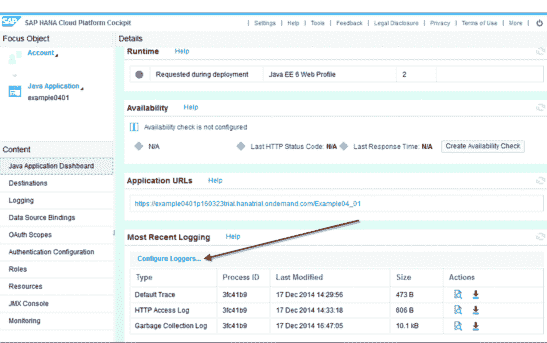 SAP SAP HANA Cloud Platform Cockpit | Settings | Help | Tools | Feedback | Legal Disclosure | Privacy | Terms of Use | More |
Focus Object
Account
Java Application
example0401
Content
Java Application Dashboard
Destinations
Logging
Data Source Bindings
OAuth Scopes
Authentication Configuration
Roles
Resources
JMX Console
Monitoring
Details
Runtime Help
Requested during deployment Java EE 6 Web Profile 2
Availability Help
Availability check is not configured
N/A Last HTTP Status Code: N/A Last Response Time: N/A Create Availability Check
Application URLs Help
https://example0401p160323trial.hanatrial.ondemand.com/Example04_01
Most Recent Logging Help
Configure Loggers...
Type Process ID Last Modified Size Actions
Default Trace 3fc41b9 17 Dec 2014 14:29:56 473 B
HTTP Access Log 3fc41b9 17 Dec 2014 14:33:18 606 B
Garbage Collection Log 3fc41b9 17 Dec 2014 16:47:05 10.1 kB